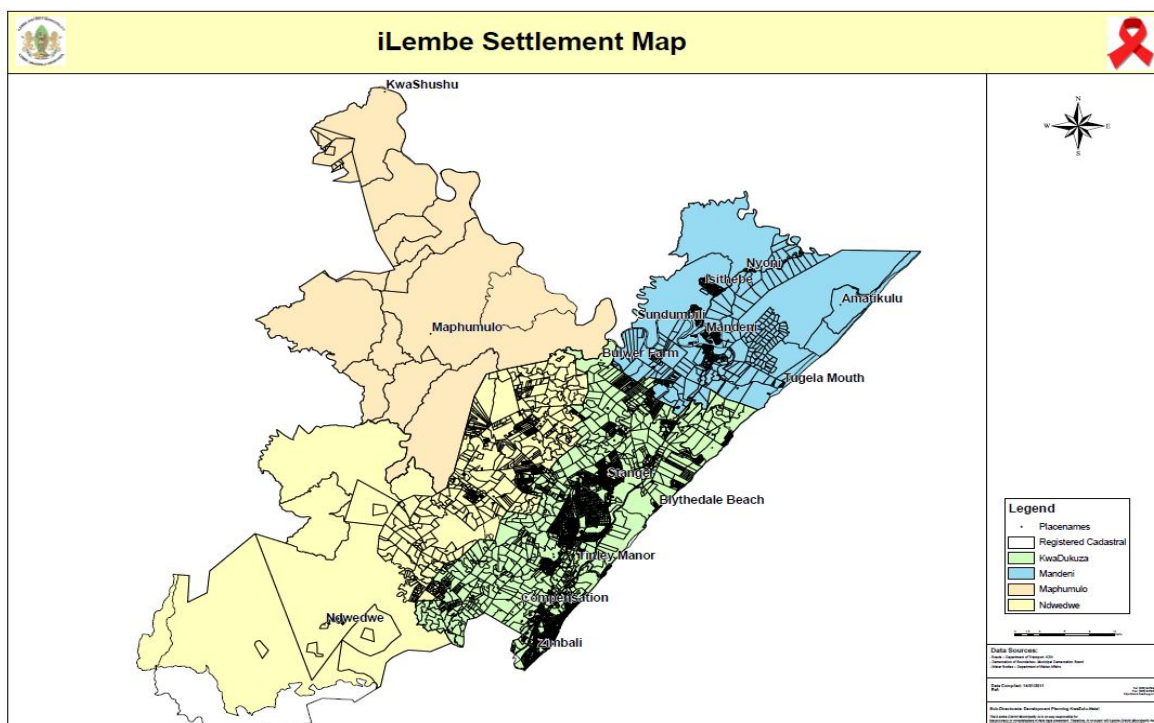 iLembe Settlement Map
KwaShushu
Nyoni
Isithebe
Amatikulu
Sundumbili
Mandeni
Maphumulo
Bulwer Farm
Tugela Mouth
Stanger
Blythedale Beach
Tinley Manor
Compensation
Ndwedwe
Zimbali
N
W
E
S
Legend
Placenames
Registered Cadastral
KwaDukuza
Mandeni
Maphumulo
Ndwedwe
Data Sources: